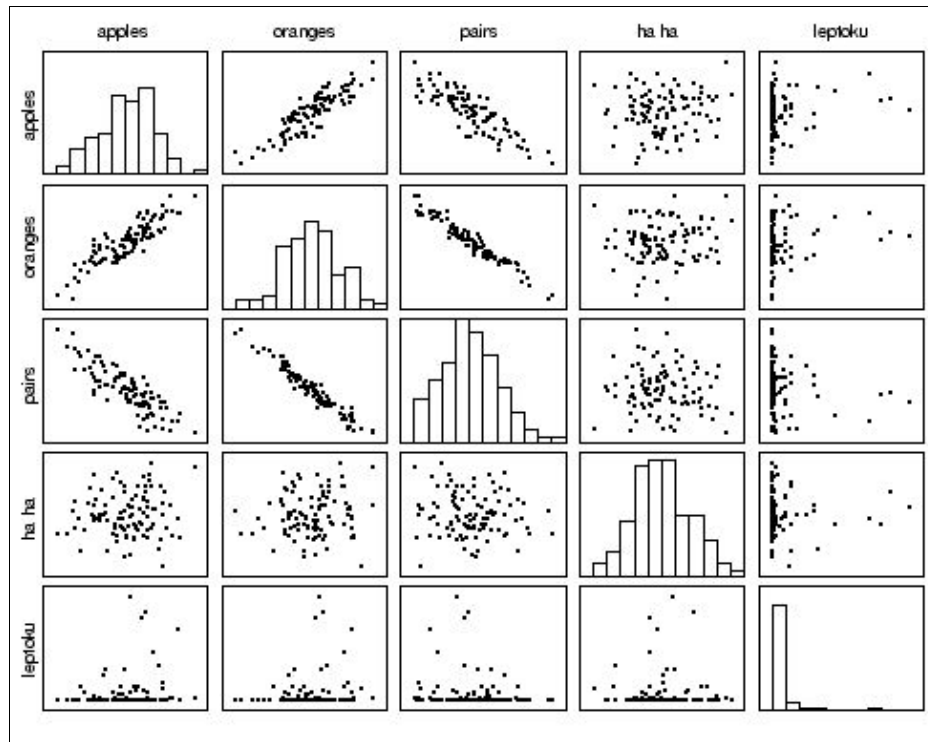 apples oranges pairs ha ha leptoku
apples
oranges
pairs
ha ha
leptoku